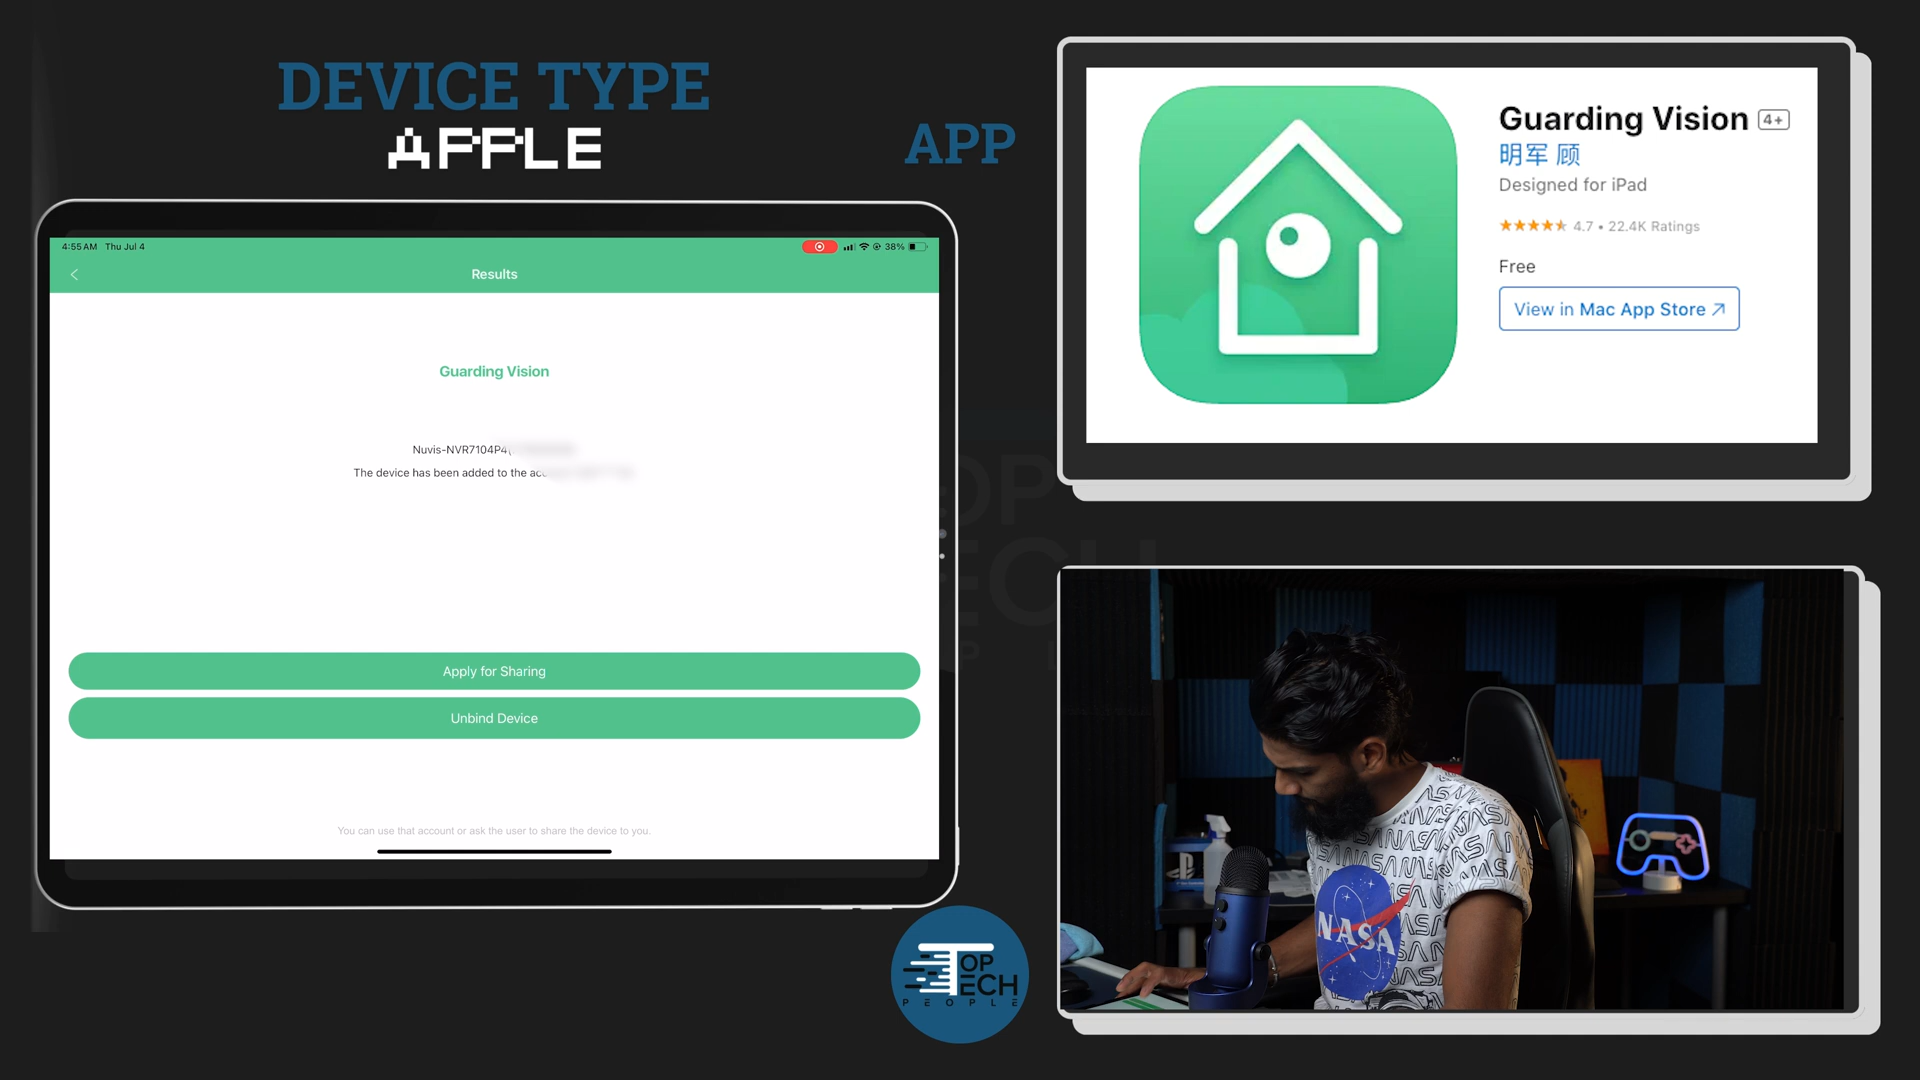 DEVICE TYPE
APPLE
APP
4:55 AM Thu Jul 4
38%
Results
Guarding Vision
Nuvis-NVR7104P4(
The device has been added to the
Apply for Sharing
Unbind Device
You can use that account or ask the user to share the device to you.
Guarding Vision 4+
明军 顾
Designed for iPad
4.7 • 22.4K Ratings
Free
View in Mac App Store
NASA
TOP
TECH
PEOPLE